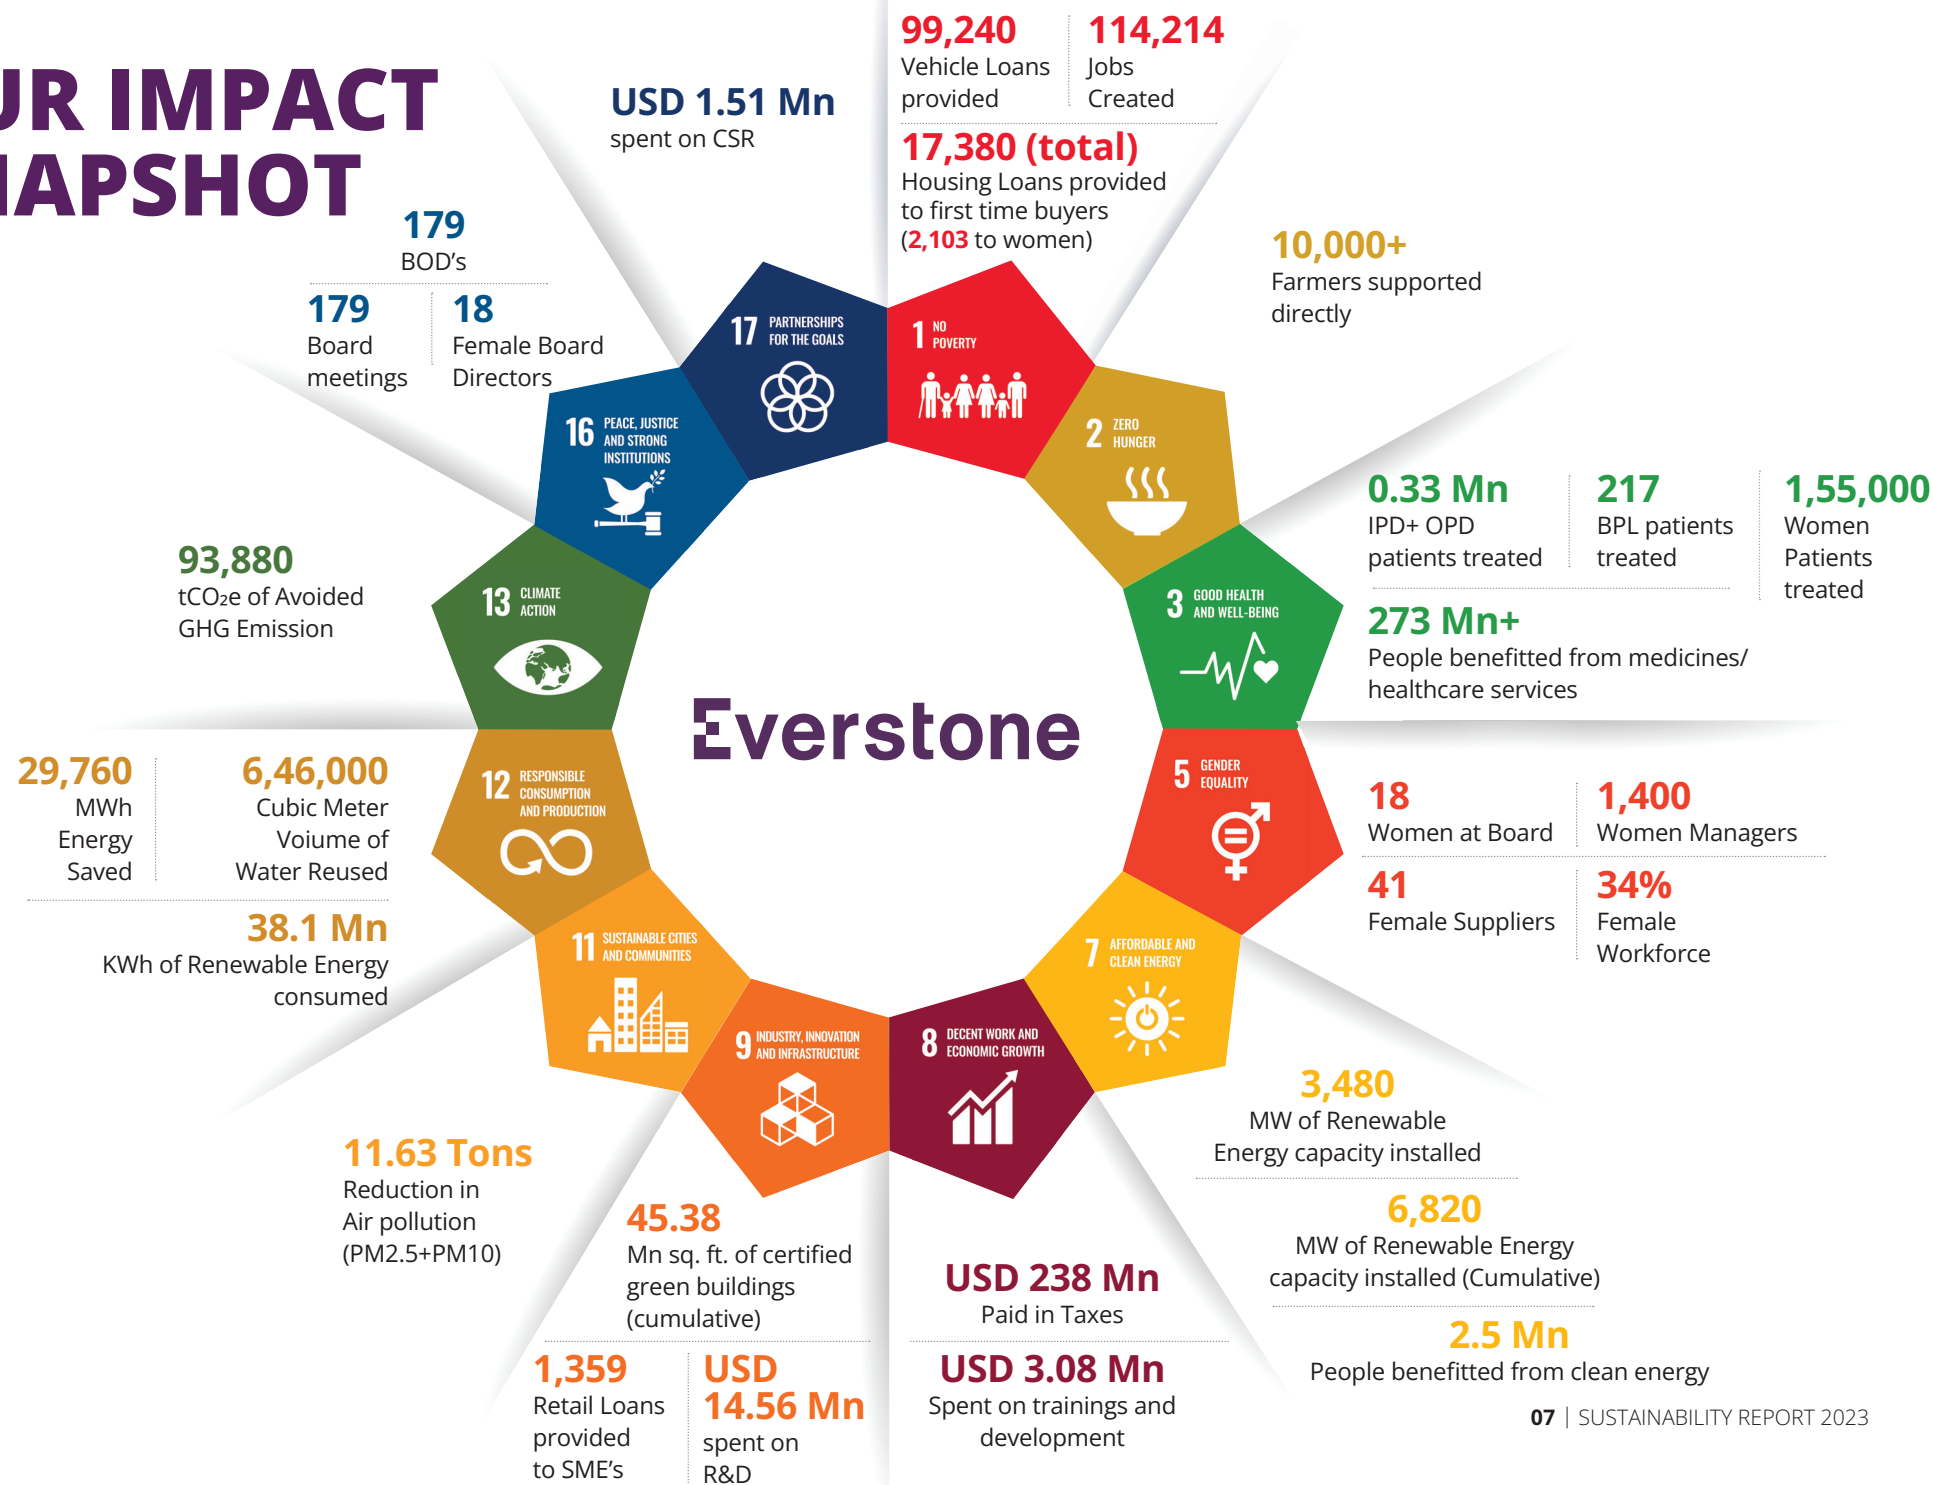 UR IMPACT
NAPSHOT
USD 1.51 Mn
spent on CSR
99,240
Vehicle Loans
provided
114,214
Jobs
Created
17,380 (total)
Housing Loans provided
to first time buyers
(2,103 to women)
10,000+
Farmers supported
directly
0.33 Mn
IPD+ OPD
patients treated
217
BPL patients
treated
1,55,000
Women
Patients
treated
273 Mn+
People benefitted from medicines/
healthcare services
18
Women at Board
1,400
Women Managers
41
Female Suppliers
34%
Female
Workforce
3,480
MW of Renewable
Energy capacity installed
6,820
MW of Renewable Energy
capacity installed (Cumulative)
2.5 Mn
People benefitted from clean energy
USD 238 Mn
Paid in Taxes
USD 3.08 Mn
Spent on trainings and
development
45.38
Mn sq. ft. of certified
green buildings
(cumulative)
1,359
Retail Loans
provided
to SME's
USD
14.56 Mn
spent on
R&D
11.63 Tons
Reduction in
Air pollution
(PM2.5+PM10)
29,760
MWh
Energy
Saved
6,46,000
Cubic Meter
Voiume of
Water Reused
38.1 Mn
KWh of Renewable Energy
consumed
93,880
tCO₂e of Avoided
GHG Emission
179
BOD's
179
Board
meetings
18
Female Board
Directors
17 PARTNERSHIPS
FOR THE GOALS
1 NO
POVERTY
2 ZERO
HUNGER
3 GOOD HEALTH
AND WELL-BEING
5 GENDER
EQUALITY
7 AFFORDABLE AND
CLEAN ENERGY
8 DECENT WORK AND
ECONOMIC GROWTH
9 INDUSTRY, INNOVATION
AND INFRASTRUCTURE
11 SUSTAINABLE CITIES
AND COMMUNITIES
12 RESPONSIBLE
CONSUMPTION
AND PRODUCTION
13 CLIMATE
ACTION
16 PEACE, JUSTICE
AND STRONG
INSTITUTIONS
Everstone
07 | SUSTAINABILITY REPORT 2023